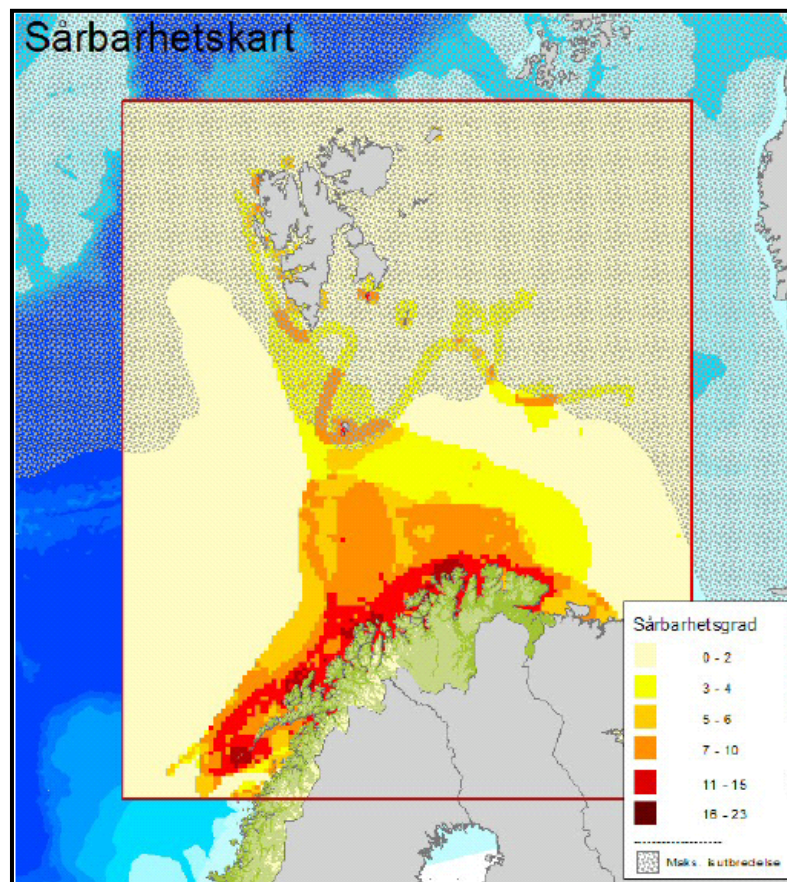 Sårbarhetskart
Sårbarhetsgrad
0 - 2
3 - 4
5 - 6
7 - 10
11 - 15
16 - 23
Maks. isutbredelse